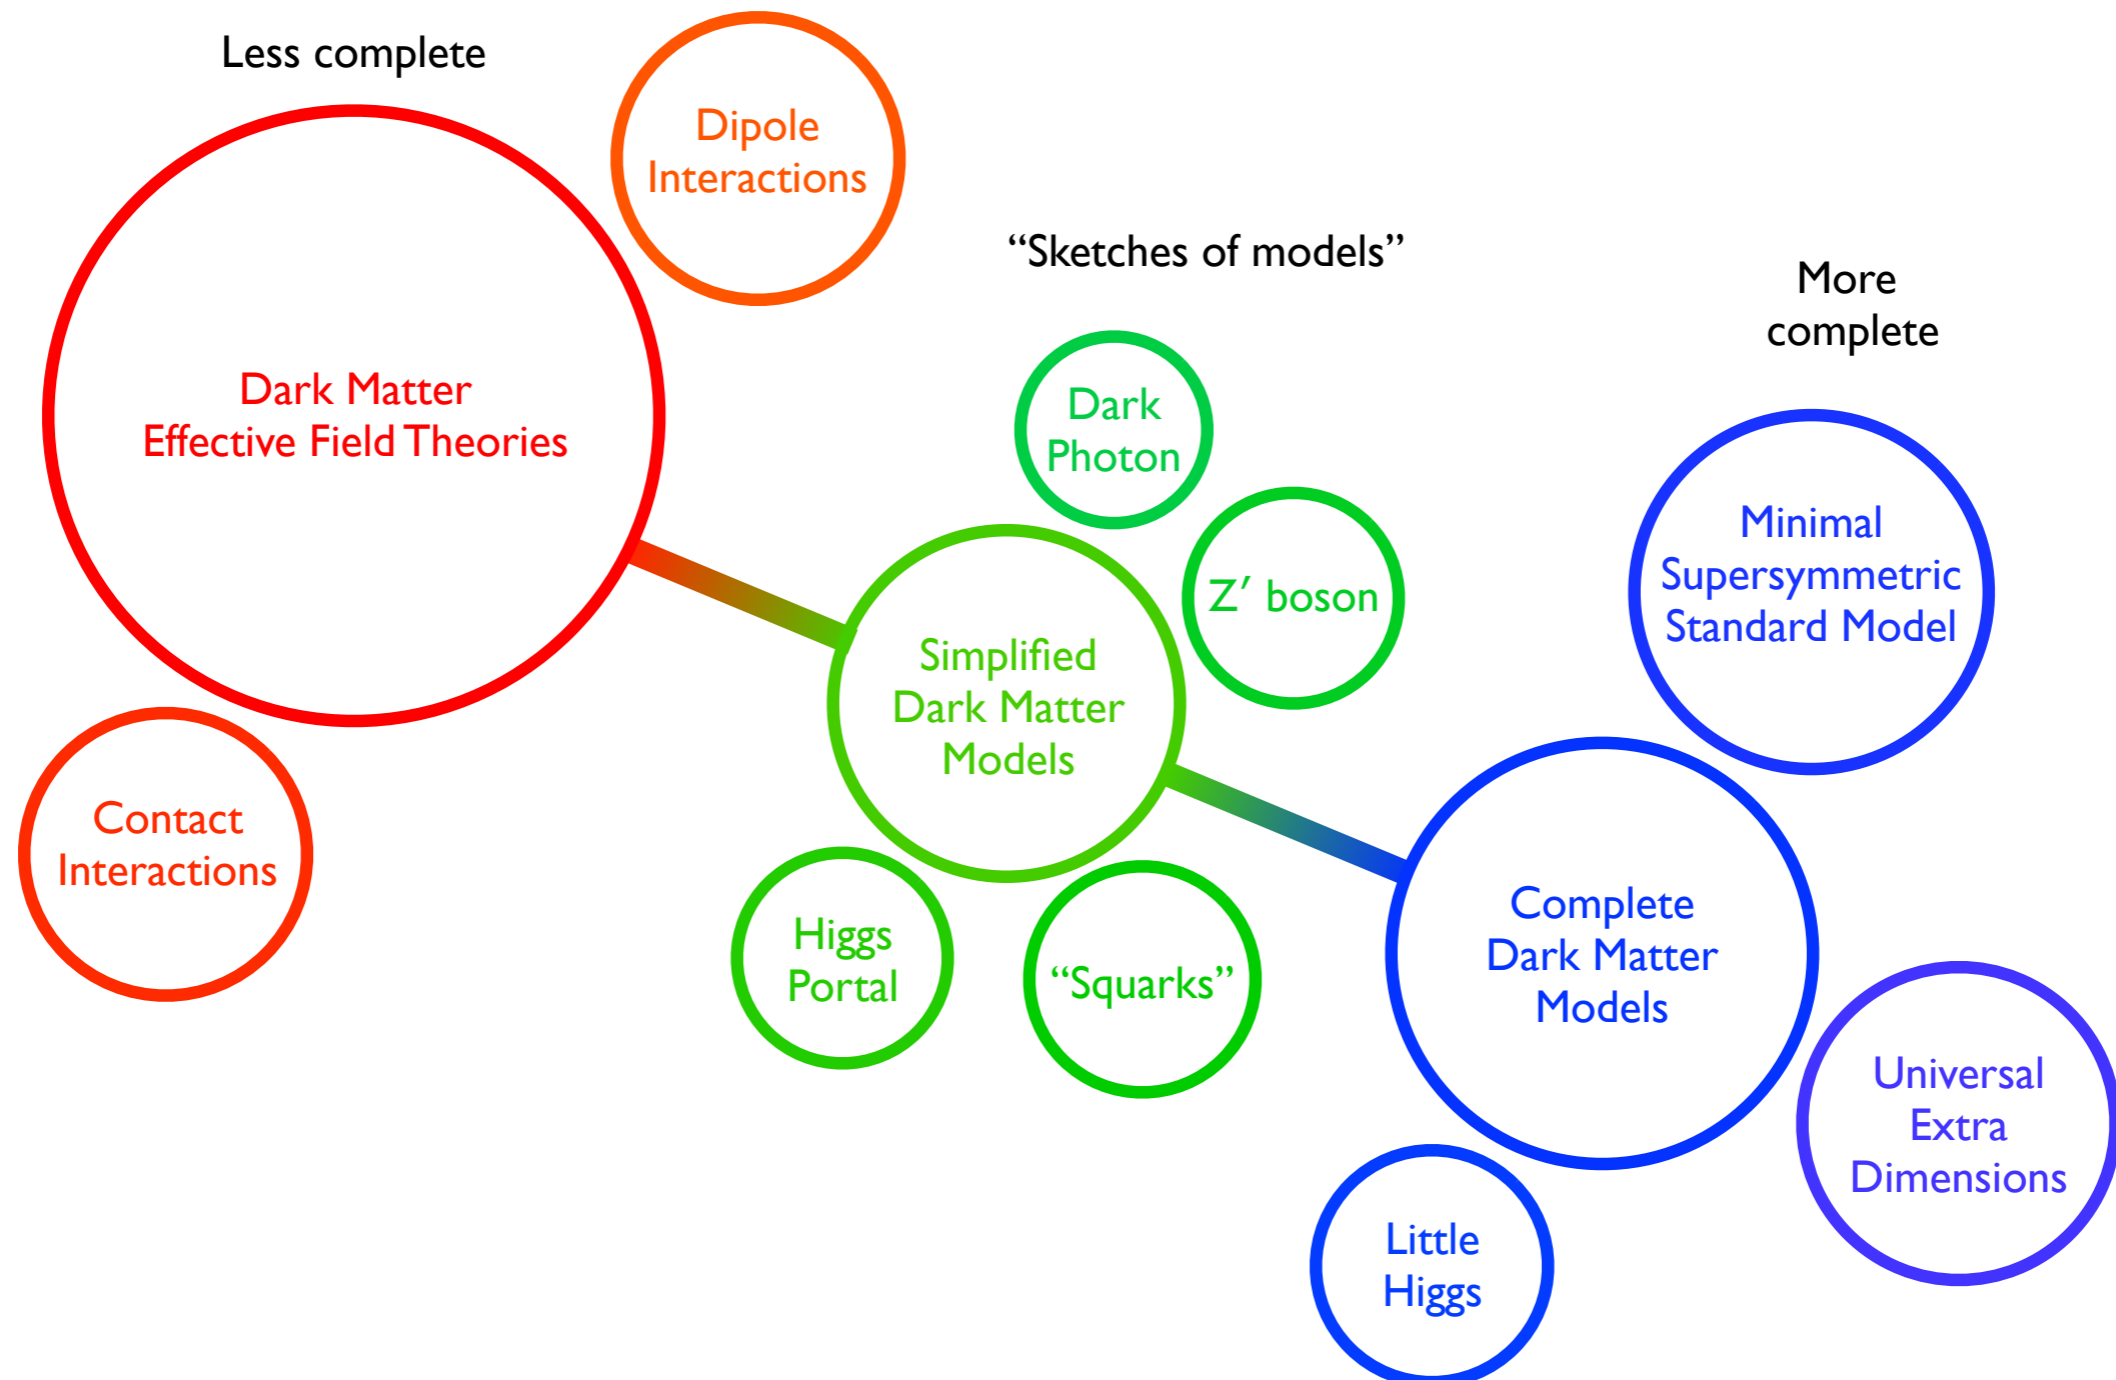 Less complete
Dipole
Interactions
“Sketches of models”
More
complete
Dark Matter
Effective Field Theories
Dark
Photon
Z′ boson
Minimal
Supersymmetric
Standard Model
Simplified
Dark Matter
Models
Contact
Interactions
Higgs
Portal
“Squarks”
Complete
Dark Matter
Models
Universal
Extra
Dimensions
Little
Higgs